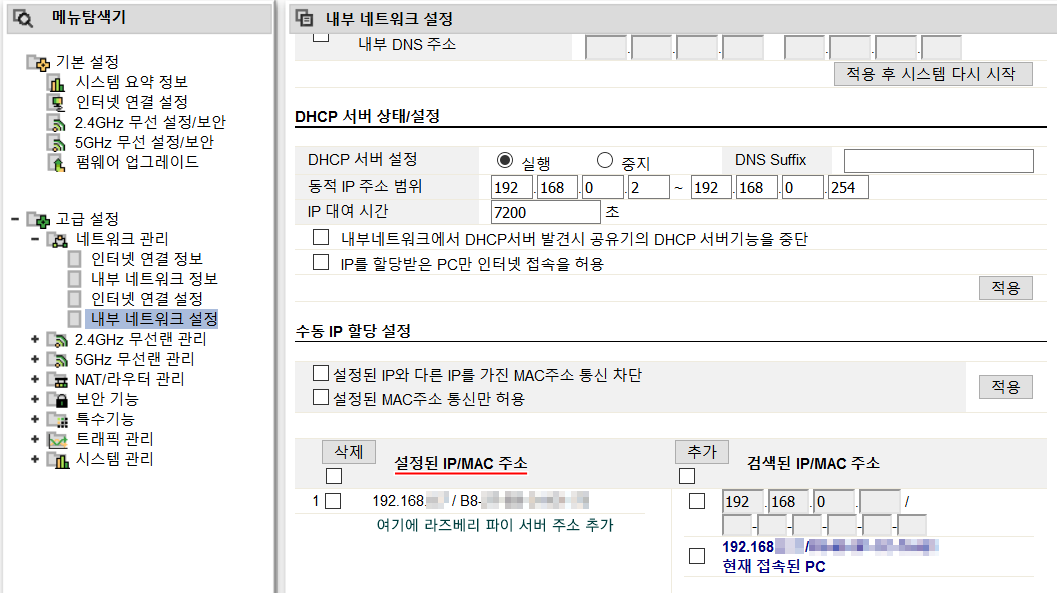 메뉴탐색기
기본 설정
시스템 요약 정보
인터넷 연결 설정
2.4GHz 무선 설정/보안
5GHz 무선 설정/보안
펌웨어 업그레이드
고급 설정
네트워크 관리
인터넷 연결 정보
내부 네트워크 정보
인터넷 연결 설정
내부 네트워크 설정
2.4GHz 무선랜 관리
5GHz 무선랜 관리
NAT/라우터 관리
보안 기능
특수기능
트래픽 관리
시스템 관리
내부 네트워크 설정
내부 DNS 주소
적용 후 시스템 다시 시작
DHCP 서버 상태/설정
DHCP 서버 설정 실행 중지 DNS Suffix
동적 IP 주소 범위 192 . 168 . 0 . 2 ~ 192 . 168 . 0 . 254
IP 대여 시간 7200 초
내부네트워크에서 DHCP서버 발견시 공유기의 DHCP 서버기능을 중단
IP를 할당받은 PC만 인터넷 접속을 허용
적용
수동 IP 할당 설정
설정된 IP와 다른 IP를 가진 MAC주소 통신 차단
설정된 MAC주소 통신만 허용
적용
삭제 설정된 IP/MAC 주소
1 192.168 / B8-
여기에 라즈베리 파이 서버 주소 추가
추가 검색된 IP/MAC 주소
192 . 168 . 0 . /
192.168 /
현재 접속된 PC